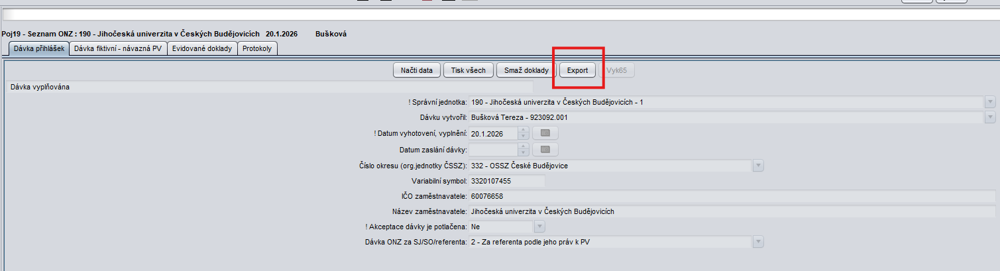 Poj19 - Seznam ONZ : 190 - Jihočeská univerzita v Českých Budějovicích 20.1.2026 Bušková
Dávka přihlášek Dávka fiktivní - návazná PV Evidované doklady Protokoly
Načti data Tisk všech Smaž doklady Export Vyk65
Dávka vyplňována
! Správní jednotka: 190 - Jihočeská univerzita v Českých Budějovicích - 1
Dávku vytvořil: Bušková Tereza - 923092.001
! Datum vyhotovení, vyplnění: 20.1.2026
Datum zaslání dávky:
Číslo okresu (org.jednotky ČSSZ): 332 - OSSZ České Budějovice
Variabilní symbol: 3320107455
IČO zaměstnavatele: 60076658
Název zaměstnavatele: Jihočeská univerzita v Českých Budějovicích
! Akceptace dávky je potlačena: Ne
Dávka ONZ za SJ/SO/referenta: 2 - Za referenta podle jeho práv k PV